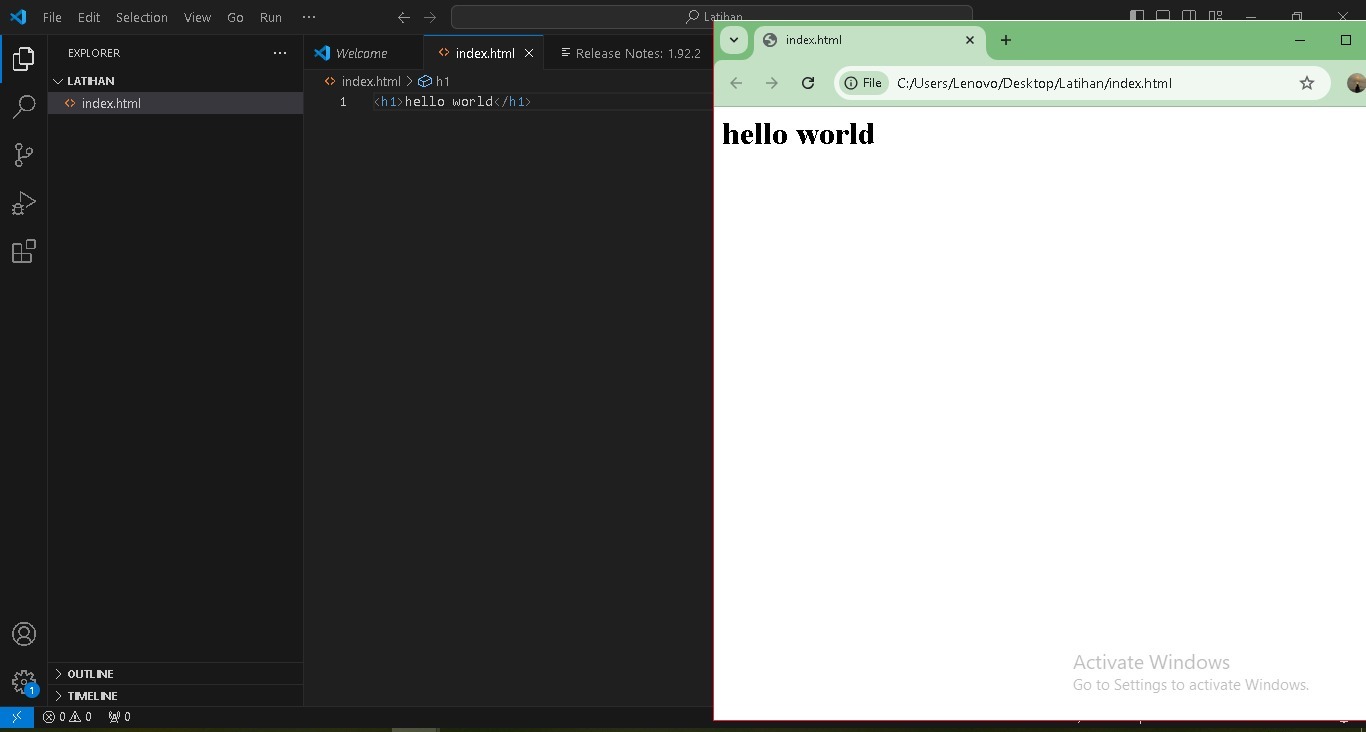 File Edit Selection View Go Run ···
Latihan
EXPLORER ···
LATIHAN
index.html
OUTLINE
TIMELINE
1
0 0 0
Welcome
index.html
Release Notes: 1.92.2
index.html > h1
1 <h1>hello world</h1>
index.html
File C:/Users/Lenovo/Desktop/Latihan/index.html
hello world
Activate Windows
Go to Settings to activate Windows.